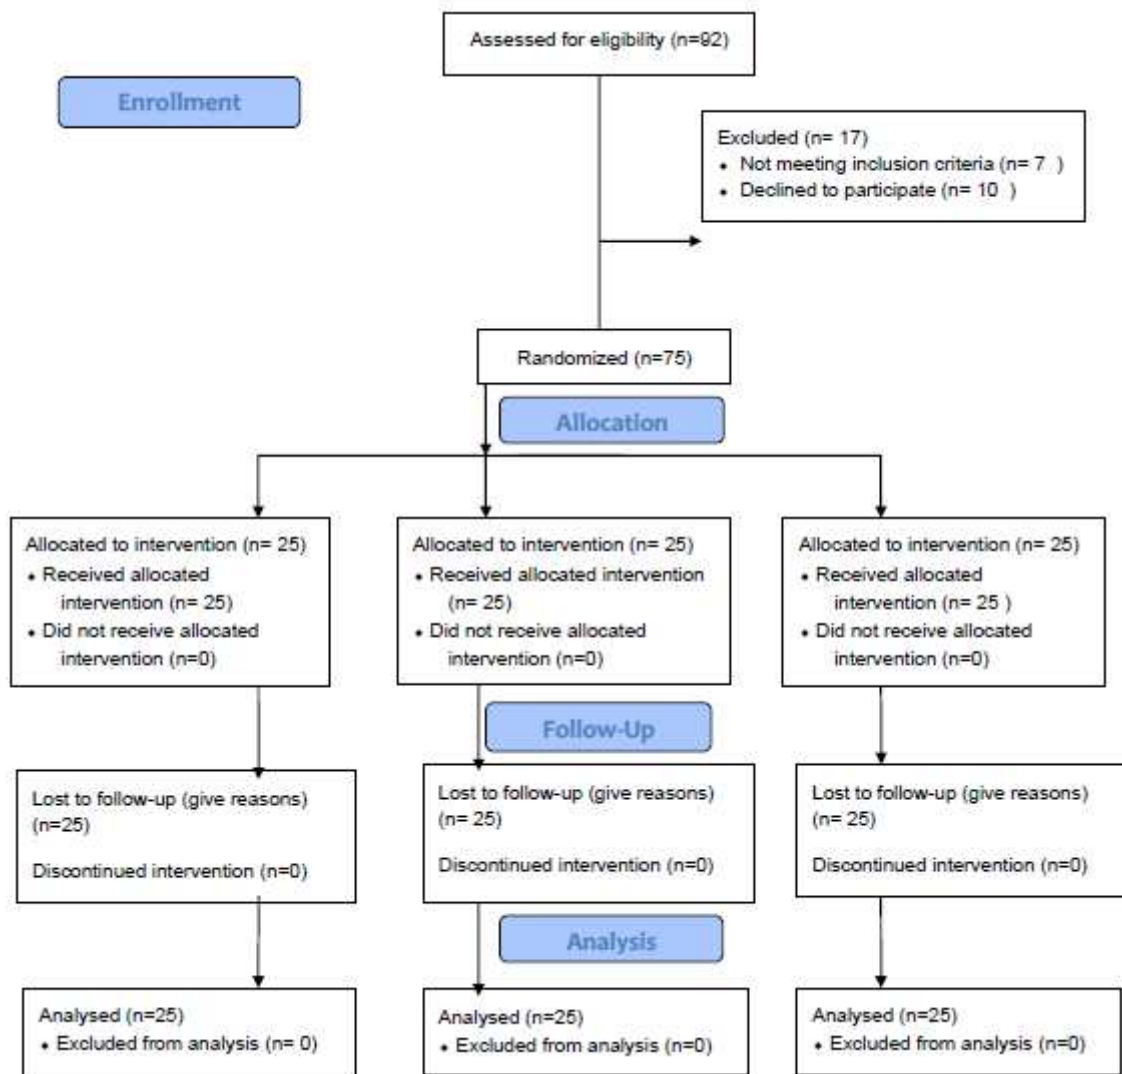 Assessed for eligibility (n=92)
Enrollment
Excluded (n= 17)
• Not meeting inclusion criteria (n= 7 )
• Declined to participate (n= 10 )
Randomized (n=75)
Allocation
Allocated to intervention (n= 25)
• Received allocated
intervention (n= 25)
• Did not receive allocated
intervention (n=0)
Allocated to intervention (n= 25)
• Received allocated intervention
(n= 25)
• Did not receive allocated
intervention (n=0)
Allocated to intervention (n= 25)
• Received allocated
intervention (n= 25 )
• Did not receive allocated
intervention (n=0)
Follow-Up
Lost to follow-up (give reasons)
(n=25)
Discontinued intervention (n=0)
Lost to follow-up (give reasons)
(n= 25)
Discontinued intervention (n=0)
Lost to follow-up (give reasons)
(n= 25)
Discontinued intervention (n=0)
Analysis
Analysed (n=25)
• Excluded from analysis (n= 0)
Analysed (n=25)
• Excluded from analysis (n=0)
Analysed (n=25)
• Excluded from analysis (n=0)